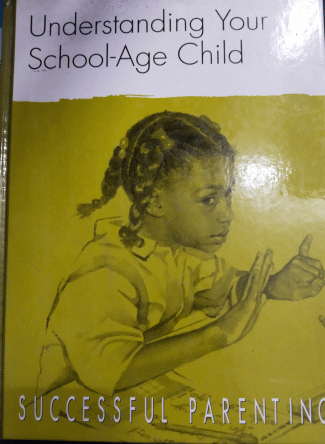 Understanding Your
School-Age Child
SUCCESSFUL PARENTING